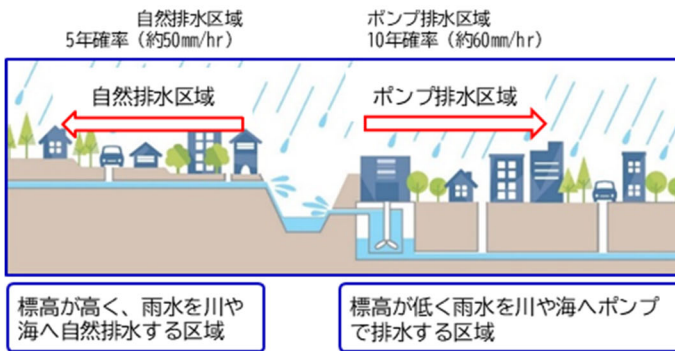 自然排水区域
5年確率（約50mm/hr）
ポンプ排水区域
10年確率（約60mm/hr）
自然排水区域
ポンプ排水区域
標高が高く、雨水を川や
海へ自然排水する区域
標高が低く雨水を川や海へポンプ
で排水する区域